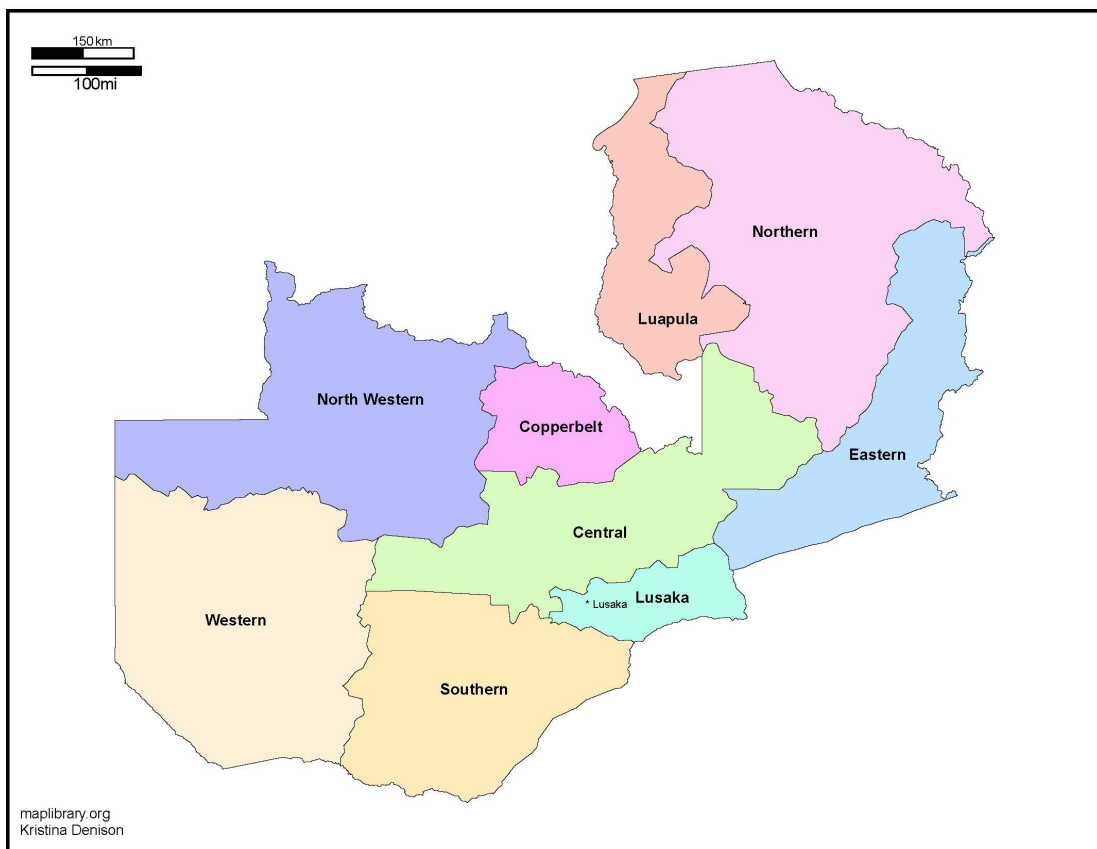 150 km
100mi
Northern
Luapula
North Western
Copperbelt
Eastern
Central
Lusaka
* Lusaka
Western
Southern
maplibrary.org
Kristina Denison